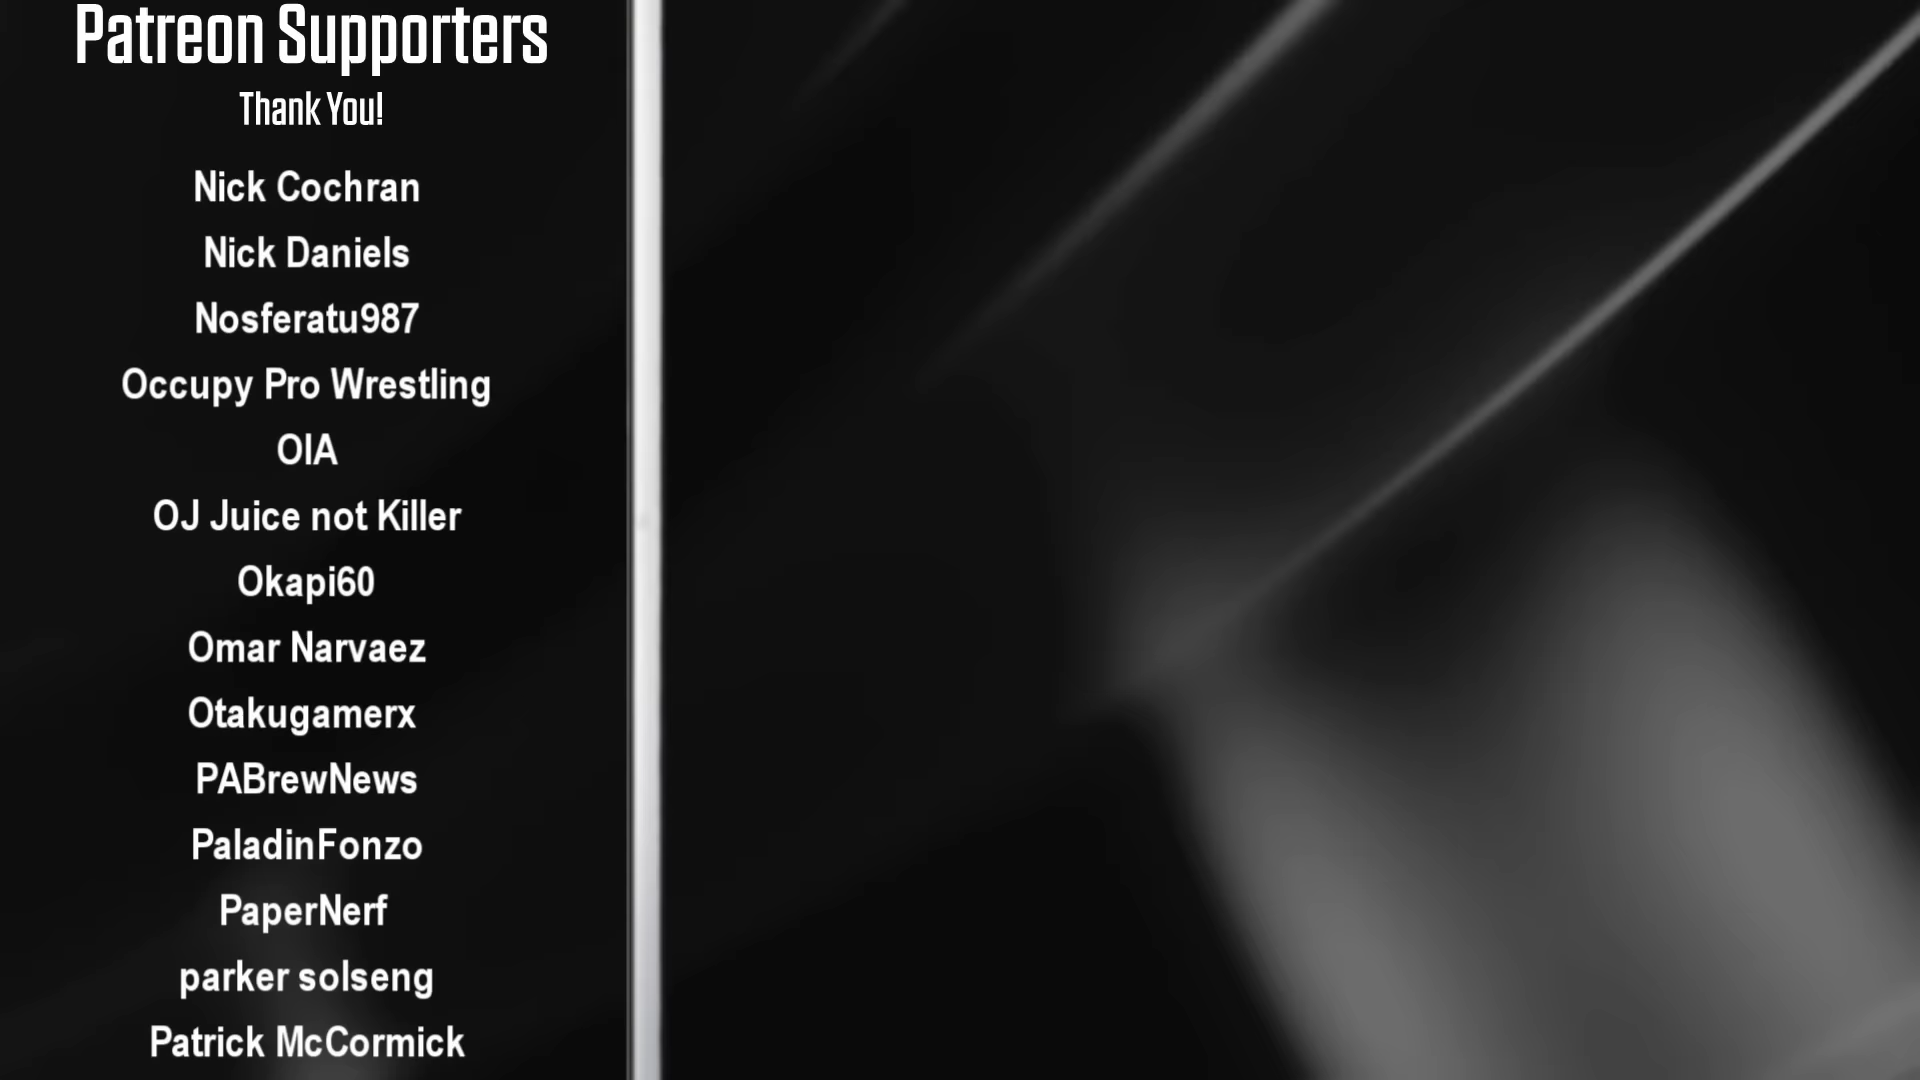 Patreon Supporters
Thank You!
Nick Cochran
Nick Daniels
Nosferatu987
Occupy Pro Wrestling
OIA
OJ Juice not Killer
Okapi60
Omar Narvaez
Otakugamerx
PABrewNews
PaladinFonzo
PaperNerf
parker solseng
Patrick McCormick